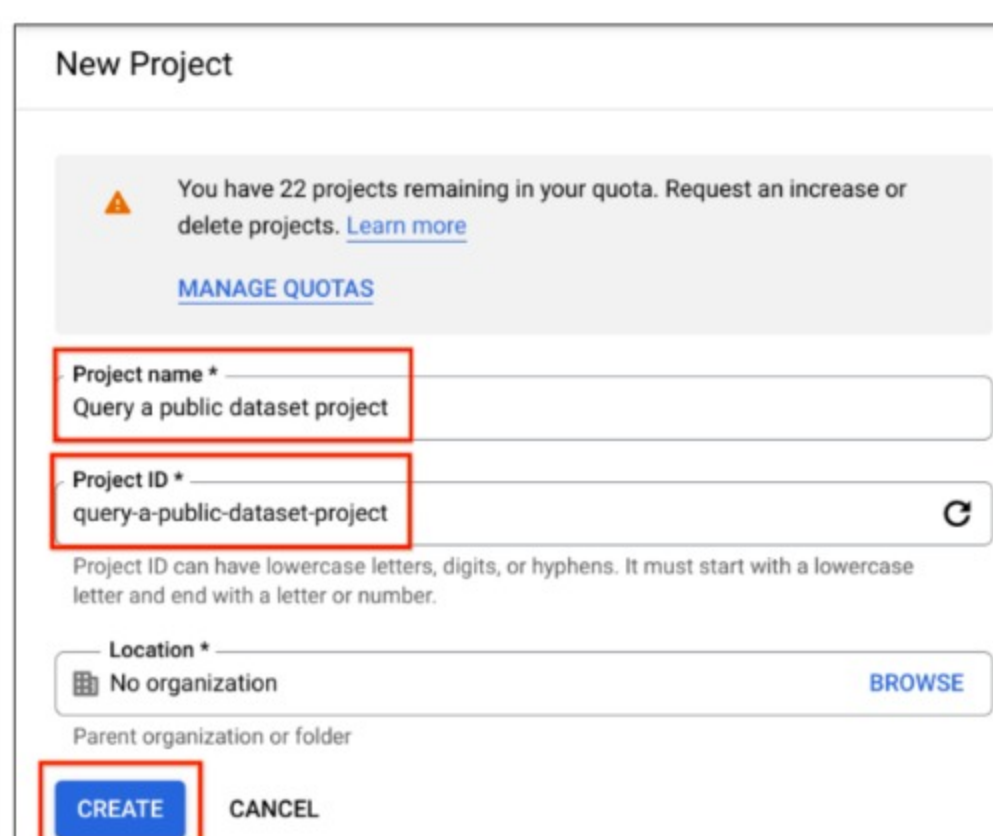 New Project
You have 22 projects remaining in your quota. Request an increase or
delete projects. Learn more
MANAGE QUOTAS
Project name *
Query a public dataset project
Project ID *
query-a-public-dataset-project
Project ID can have lowercase letters, digits, or hyphens. It must start with a lowercase
letter and end with a letter or number.
Location *
No organization BROWSE
Parent organization or folder
CREATE CANCEL